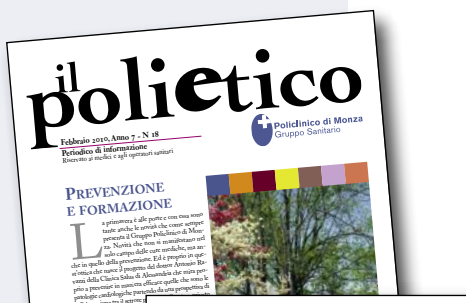 il
polietico
Febbraio 2010, Anno 7 - N 18
Periodico di informazione
Riservato ai medici e agli operatori sanitari
Policlinico di Monza
Gruppo Sanitario
PREVENZIONE
E FORMAZIONE
La primavera è alle porte e con essa sono
tante anche le novità che come sempre
presenta il Gruppo Policlinico di Mon-
za. Novità che non si manifestano nel
solo campo delle cure mediche, ma an-
che in quello della prevenzione. Ed è proprio in que-
st'ottica che nasce il progetto del dottor Antonio Ra-
vani della Clinica Salus di Alessandria che mira pro-
prio a prevenire in maniera efficace quelle che sono le
patologie cardiologiche partendo da una prospettiva di